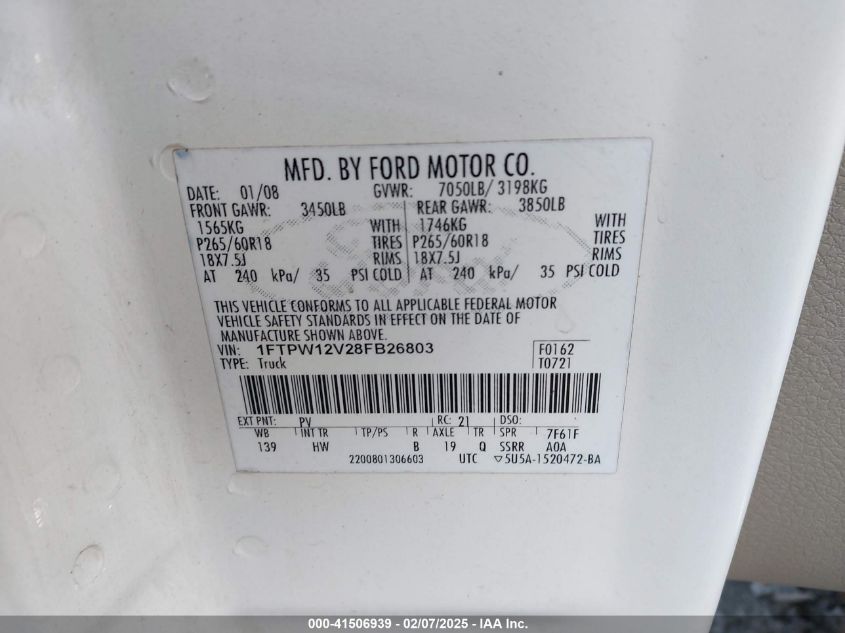 MFD. BY FORD MOTOR CO.
DATE: 01/08 GVWR: 7050LB/ 3198KG
FRONT GAWR: 3450LB REAR GAWR: 3850LB
1565KG WITH 1746KG WITH
P265/60R18 TIRES P265/60R18 TIRES
18X7.5J RIMS 18X7.5J RIMS
AT 240 kPa/ 35 PSI COLD AT 240 kPa/ 35 PSI COLD
THIS VEHICLE CONFORMS TO ALL APPLICABLE FEDERAL MOTOR
VEHICLE SAFETY STANDARDS IN EFFECT ON THE DATE OF
MANUFACTURE SHOWN ABOVE.
VIN: 1FTPW12V28FB26803 F0162
TYPE: Truck T0721
EXT PNT: PV RC: 21 DSO:
WB INT TR TP/PS R AXLE TR SPR 7F61F
139 HW B 19 Q SSRR A0A
2200801306603 UTC ▽5U5A-1520472-BA
000-41506939 - 02/07/2025 - IAA Inc.